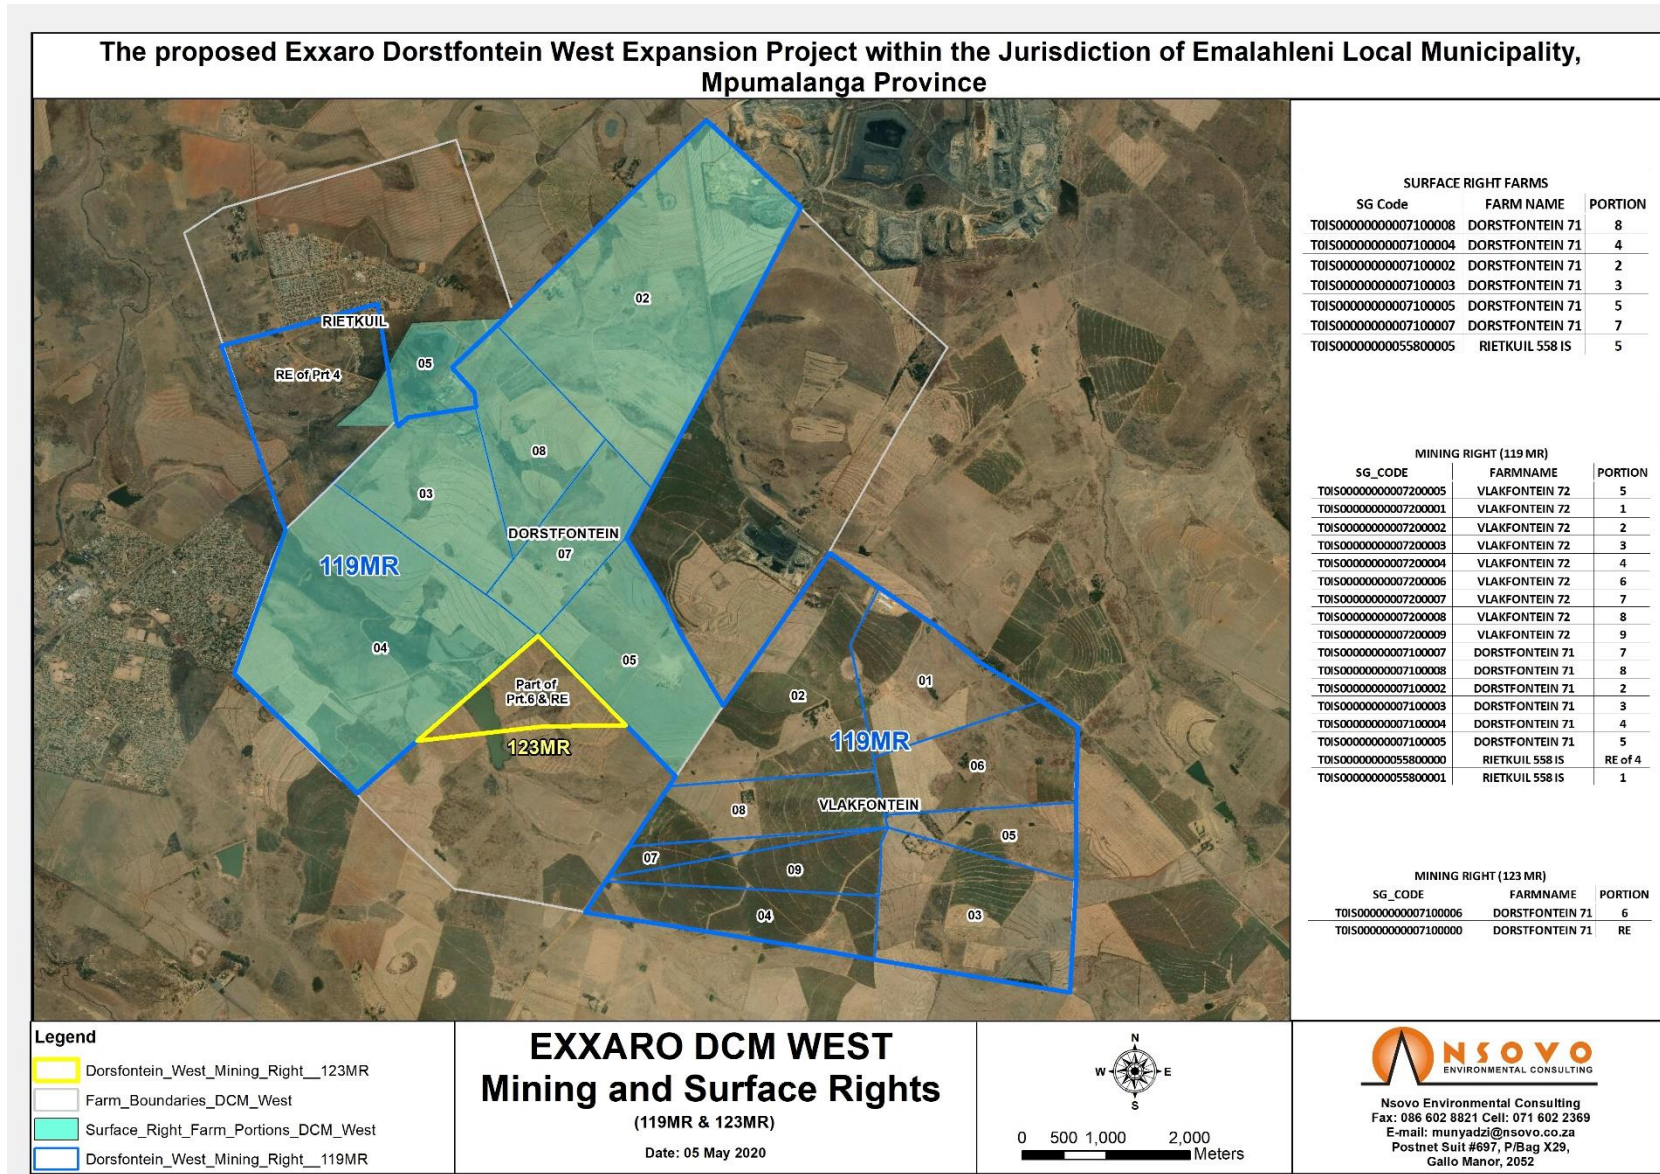 The proposed Exxaro Dorstfontein West Expansion Project within the Jurisdiction of Emalahleni Local Municipality,
Mpumalanga Province
02
RIETKUIL
05
RE of Prt 4
08
03
DORSTFONTEIN
07
119MR
04
05
Part of
Prt.6 & RE
123MR
01
02
119MR
06
08
VLAKFONTEIN
05
07
09
04
03
SURFACE RIGHT FARMS
SG Code FARM NAME PORTION
T0IS00000000007100008 DORSTFONTEIN 71 8
T0IS00000000007100004 DORSTFONTEIN 71 4
T0IS00000000007100002 DORSTFONTEIN 71 2
T0IS00000000007100003 DORSTFONTEIN 71 3
T0IS00000000007100005 DORSTFONTEIN 71 5
T0IS00000000007100007 DORSTFONTEIN 71 7
T0IS00000000055800005 RIETKUIL 558 IS 5
MINING RIGHT (119 MR)
SG_CODE FARMNAME PORTION
T0IS00000000007200005 VLAKFONTEIN 72 5
T0IS00000000007200001 VLAKFONTEIN 72 1
T0IS00000000007200002 VLAKFONTEIN 72 2
T0IS00000000007200003 VLAKFONTEIN 72 3
T0IS00000000007200004 VLAKFONTEIN 72 4
T0IS00000000007200006 VLAKFONTEIN 72 6
T0IS00000000007200007 VLAKFONTEIN 72 7
T0IS00000000007200008 VLAKFONTEIN 72 8
T0IS00000000007200009 VLAKFONTEIN 72 9
T0IS00000000007100007 DORSTFONTEIN 71 7
T0IS00000000007100008 DORSTFONTEIN 71 8
T0IS00000000007100002 DORSTFONTEIN 71 2
T0IS00000000007100003 DORSTFONTEIN 71 3
T0IS00000000007100004 DORSTFONTEIN 71 4
T0IS00000000007100005 DORSTFONTEIN 71 5
T0IS00000000055800000 RIETKUIL 558 IS RE of 4
T0IS00000000055800001 RIETKUIL 558 IS 1
MINING RIGHT (123 MR)
SG_CODE FARMNAME PORTION
T0IS00000000007100006 DORSTFONTEIN 71 6
T0IS00000000007100000 DORSTFONTEIN 71 RE
Legend
Dorsfontein_West_Mining_Right__123MR
Farm_Boundaries_DCM_West
Surface_Right_Farm_Portions_DCM_West
Dorsfontein_West_Mining_Right__119MR
EXXARO DCM WEST
Mining and Surface Rights
(119MR & 123MR)
Date: 05 May 2020
N
W E
S
0 500 1,000 2,000
Meters
NSOVO
ENVIRONMENTAL CONSULTING
Nsovo Environmental Consulting
Fax: 086 602 8821 Cell: 071 602 2369
E-mail: munyadzi@nsovo.co.za
Postnet Suit #697, P/Bag X29,
Gallo Manor, 2052